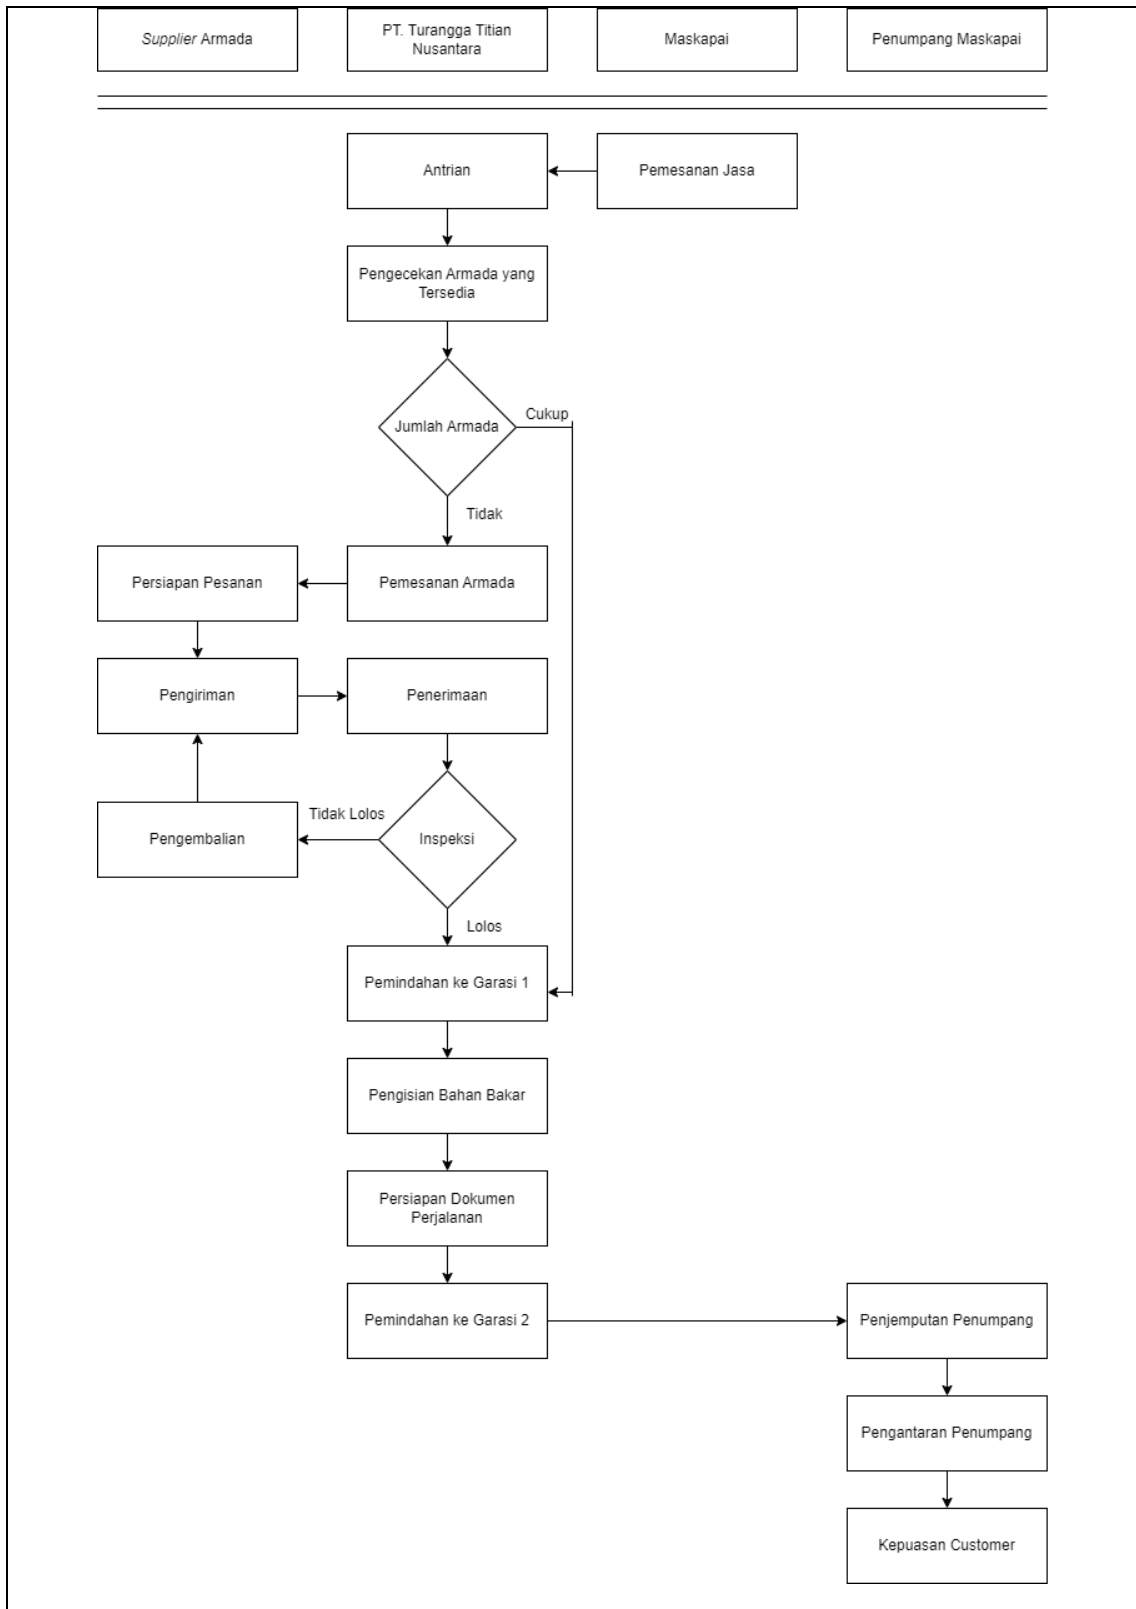 Supplier Armada
PT. Turangga Titian
Nusantara
Maskapai
Penumpang Maskapai
Antrian
Pemesanan Jasa
Pengecekan Armada yang
Tersedia
Jumlah Armada
Cukup
Tidak
Persiapan Pesanan
Pemesanan Armada
Pengiriman
Penerimaan
Tidak Lolos
Pengembalian
Inspeksi
Lolos
Pemindahan ke Garasi 1
Pengisian Bahan Bakar
Persiapan Dokumen
Perjalanan
Pemindahan ke Garasi 2
Penjemputan Penumpang
Pengantaran Penumpang
Kepuasan Customer